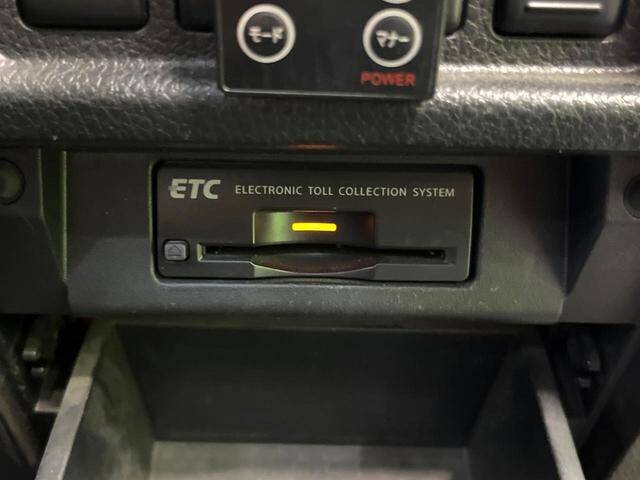 モード
マナー
POWER
ETC ELECTRONIC TOLL COLLECTION SYSTEM